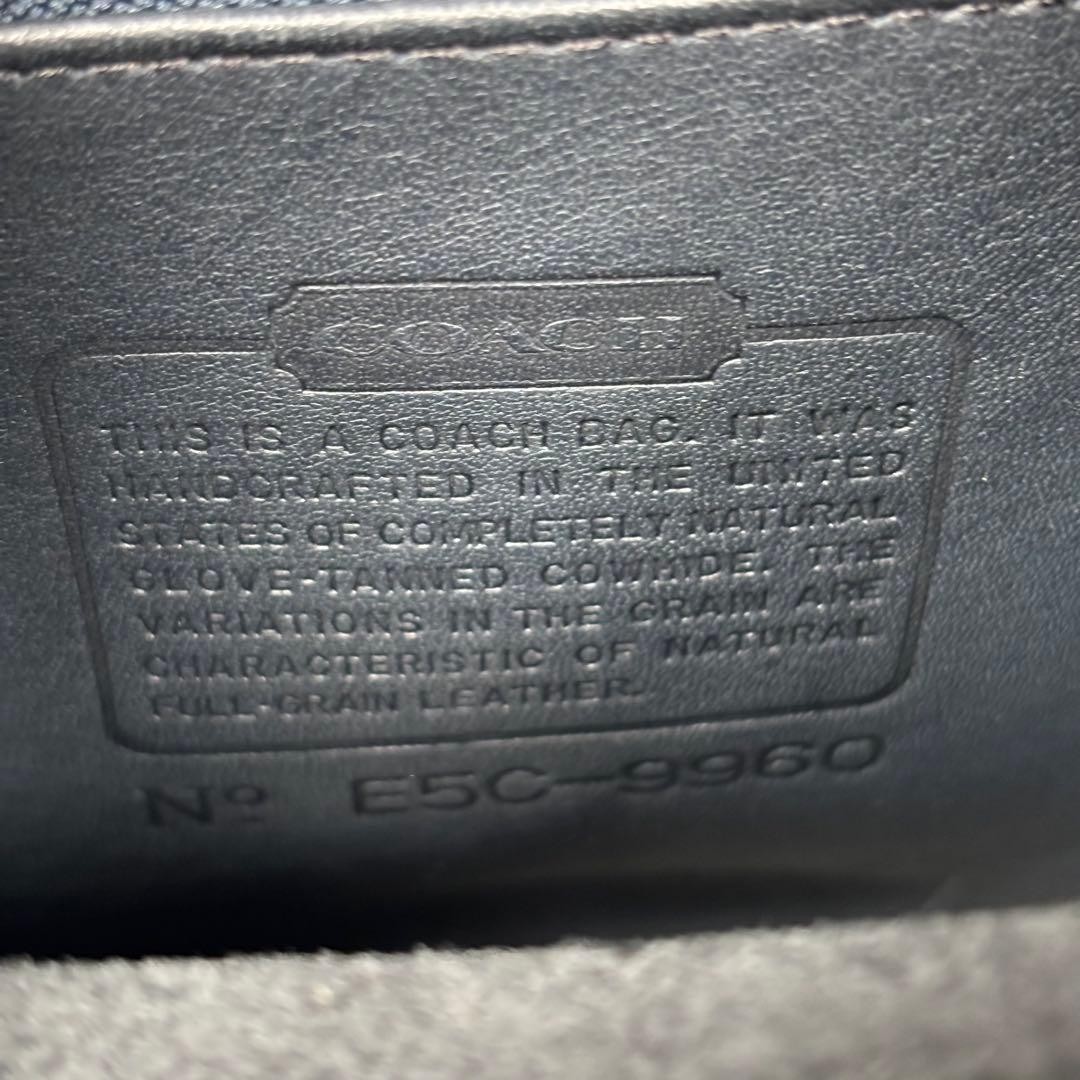 COACH
THIS IS A COACH BAG. IT WAS
HANDCRAFTED IN THE UNITED
STATES OF COMPLETELY NATURAL
GLOVE-TANNED COWHIDE. THE
VARIATIONS IN THE GRAIN ARE
CHARACTERISTIC OF NATURAL
FULL-GRAIN LEATHER.
Nº E5C-9960